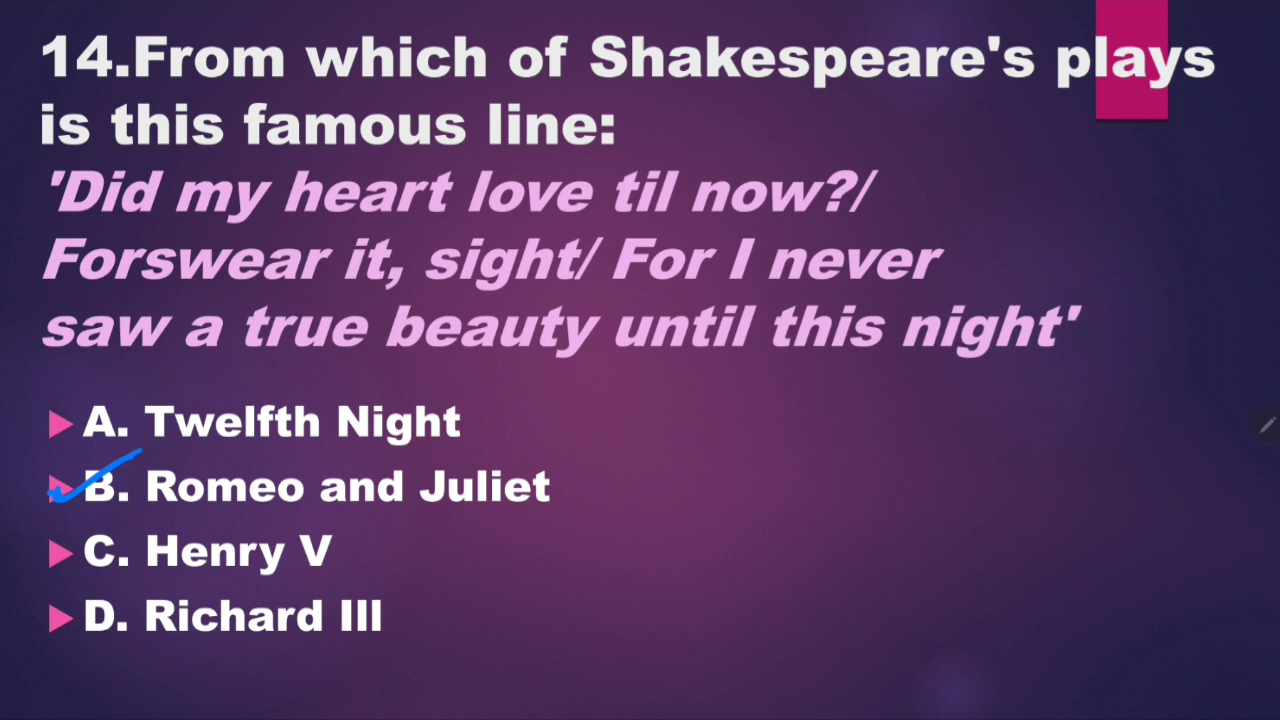 14.From which of Shakespeare's plays
is this famous line:
'Did my heart love til now?/
Forswear it, sight/ For I never
saw a true beauty until this night'
A. Twelfth Night
B. Romeo and Juliet
C. Henry V
D. Richard III